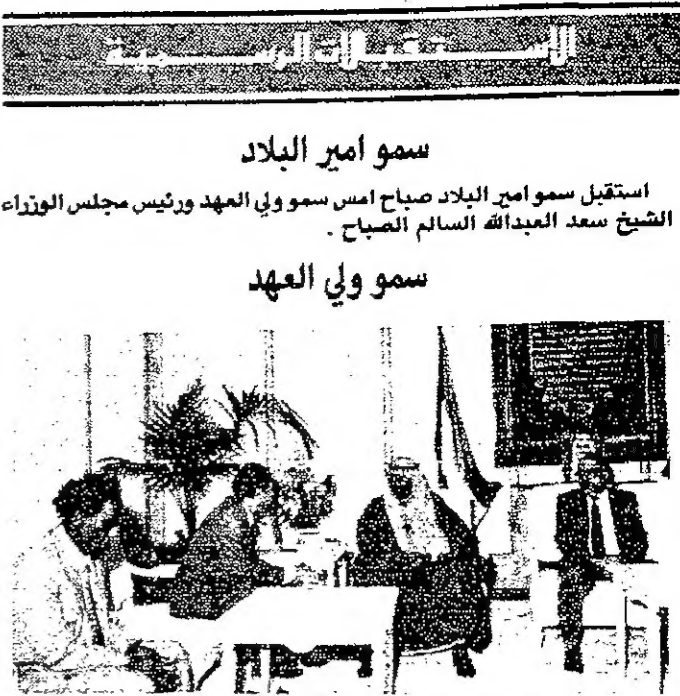 الاستقبالات الرسمية
سمو امير البلاد
استقبل سمو امير البلاد صباح امس سمو ولي العهد ورئيس مجلس الوزراء
الشيخ سعد العبدالله السالم الصباح .
سمو ولي العهد